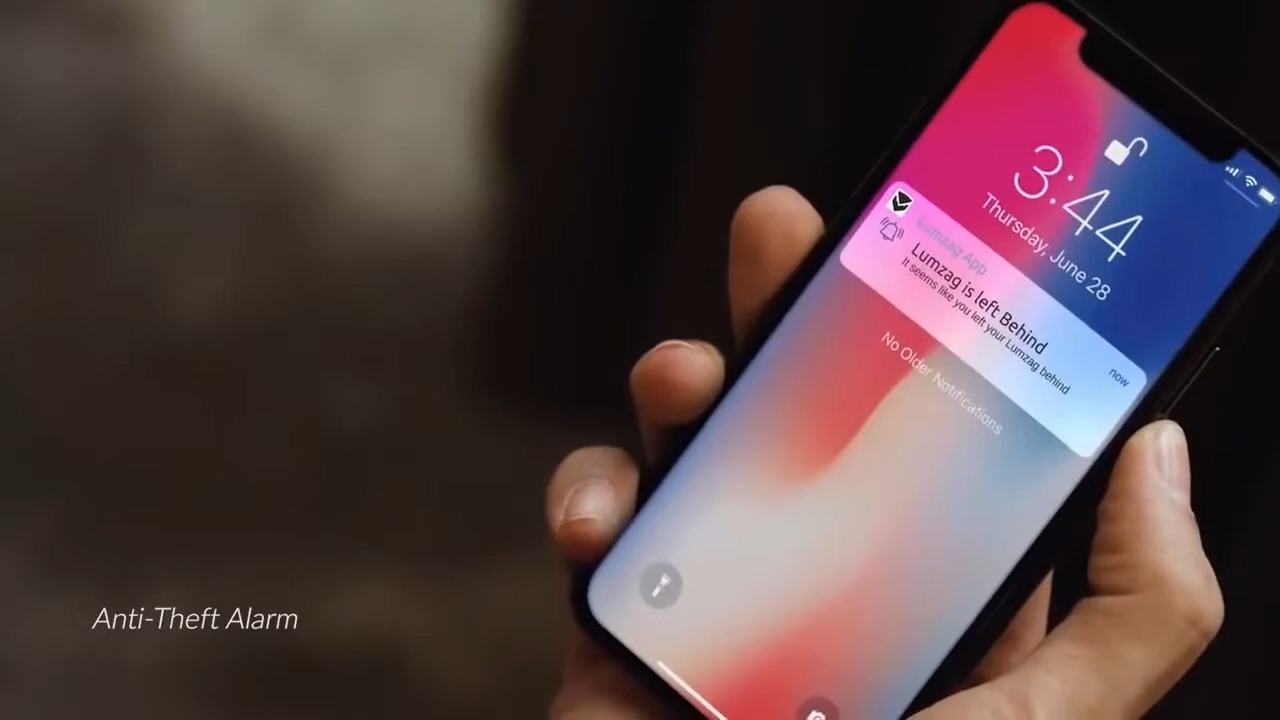 3:44
Thursday, June 28
Lumzag App
Lumzag is left Behind
It seems like you left your Lumzag behind
now
No Older Notifications
Anti-Theft Alarm